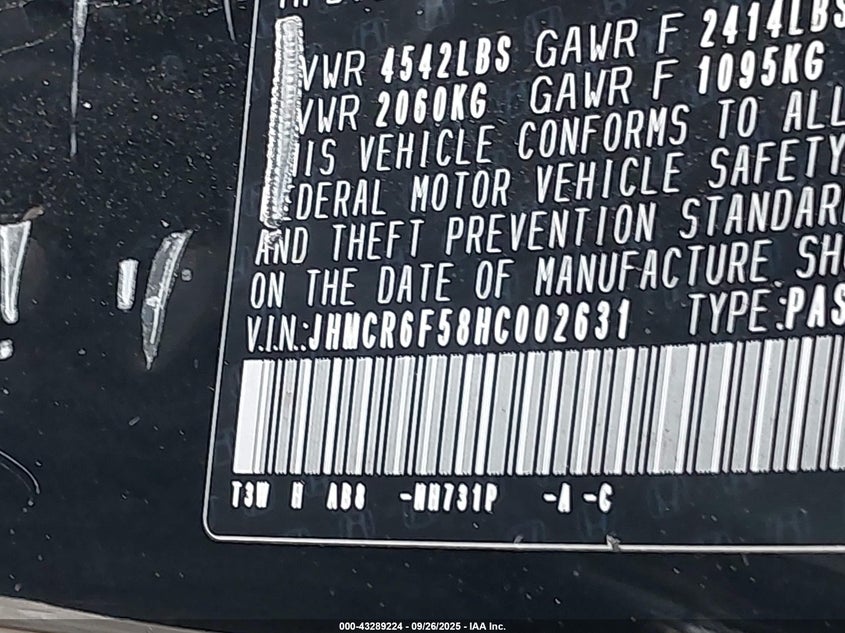 VWR 4542LBS GAWR F 2414LBS
VWR 2060KG GAWR F 1095KG
IS VEHICLE CONFORMS TO ALL
DERAL MOTOR VEHICLE SAFETY
AND THEFT PREVENTION STANDAR
ON THE DATE OF MANUFACTURE SH
V.I.N.:JHMCR6F58HC002631 TYPE:PAS
T3W H AB8 -NH731P -A -C
000-43289224 - 09/26/2025 - IAA Inc.